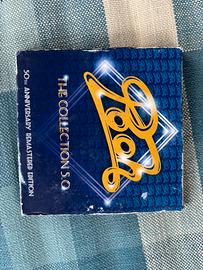 Pooh
THE COLLECTION 5.0
50TH ANNIVERSARY REMASTERED EDITION